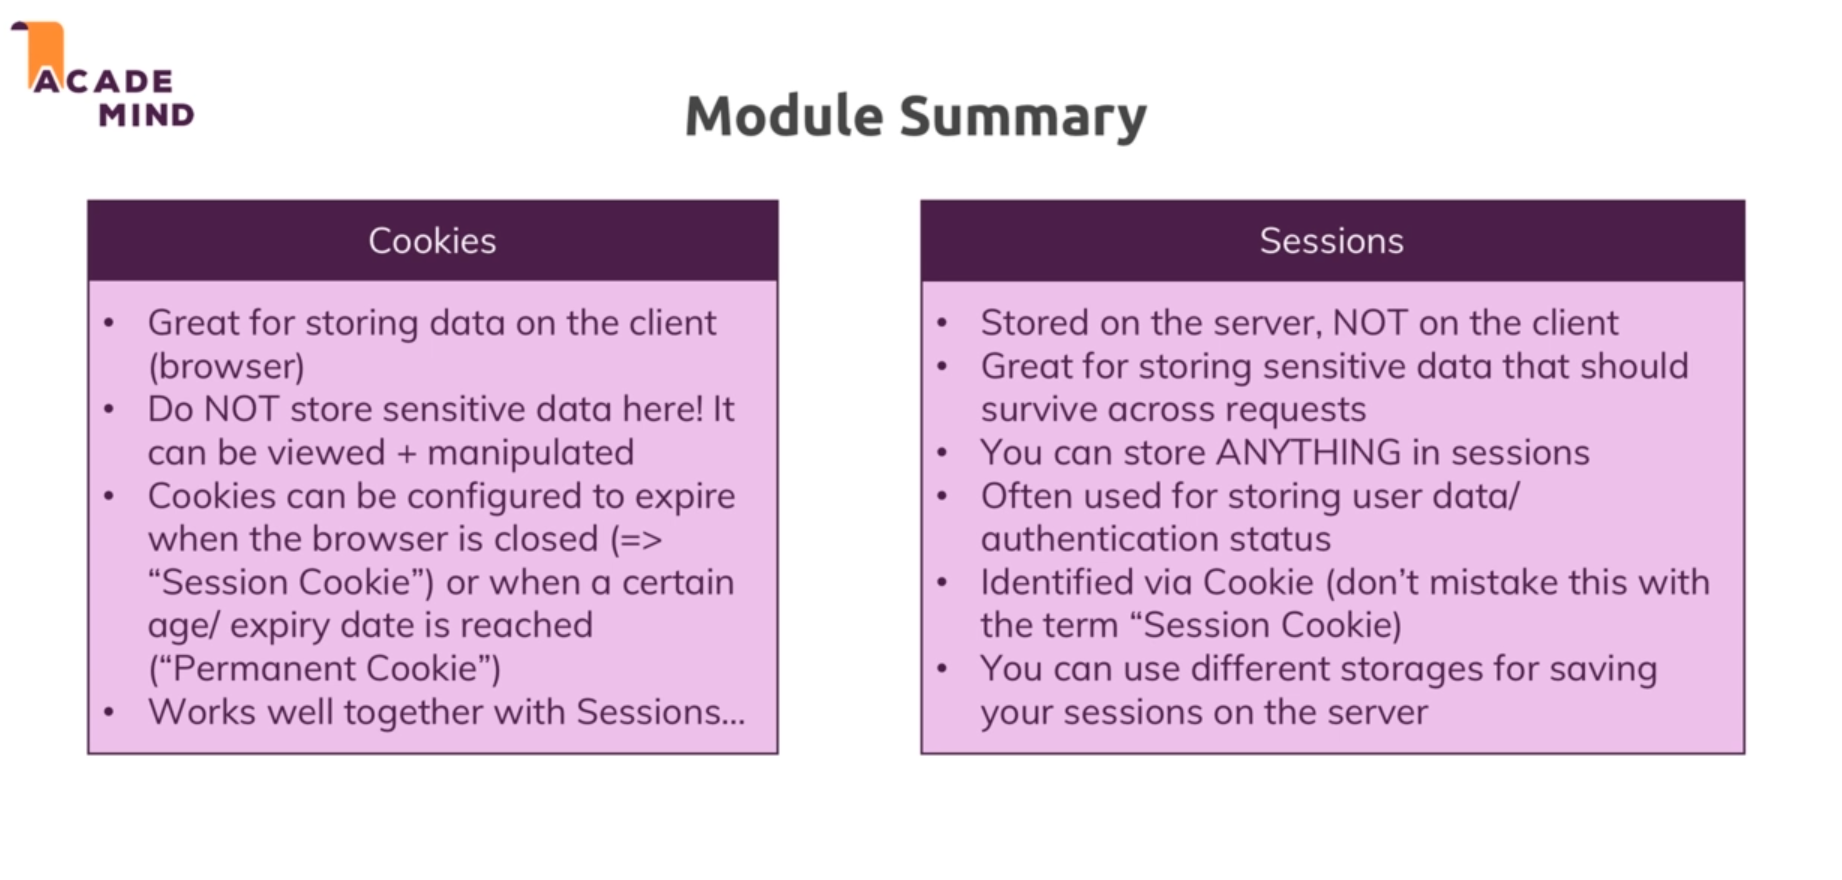 ACADE
MIND
Module Summary
Cookies
• Great for storing data on the client
(browser)
• Do NOT store sensitive data here! It
can be viewed + manipulated
• Cookies can be configured to expire
when the browser is closed (=>
“Session Cookie”) or when a certain
age/ expiry date is reached
(“Permanent Cookie”)
• Works well together with Sessions...
Sessions
• Stored on the server, NOT on the client
• Great for storing sensitive data that should
survive across requests
• You can store ANYTHING in sessions
• Often used for storing user data/
authentication status
• Identified via Cookie (don’t mistake this with
the term “Session Cookie)
• You can use different storages for saving
your sessions on the server